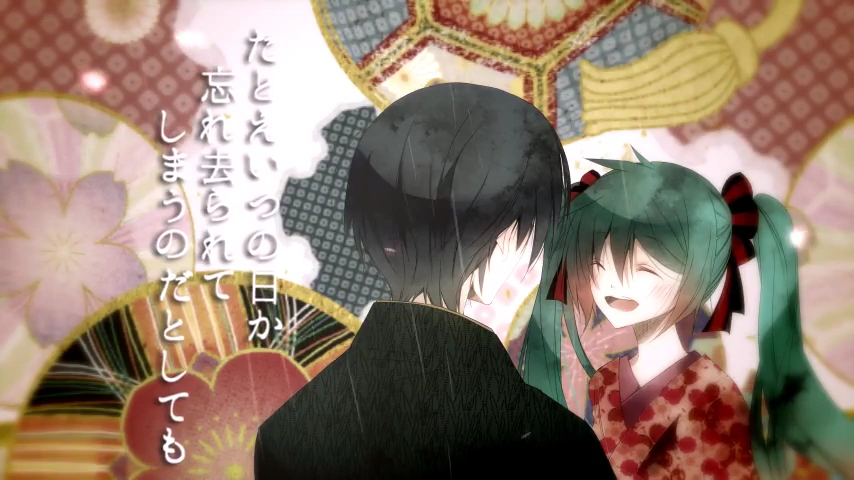 たとえいつの日か
忘れ去られて
しまうのだとしても